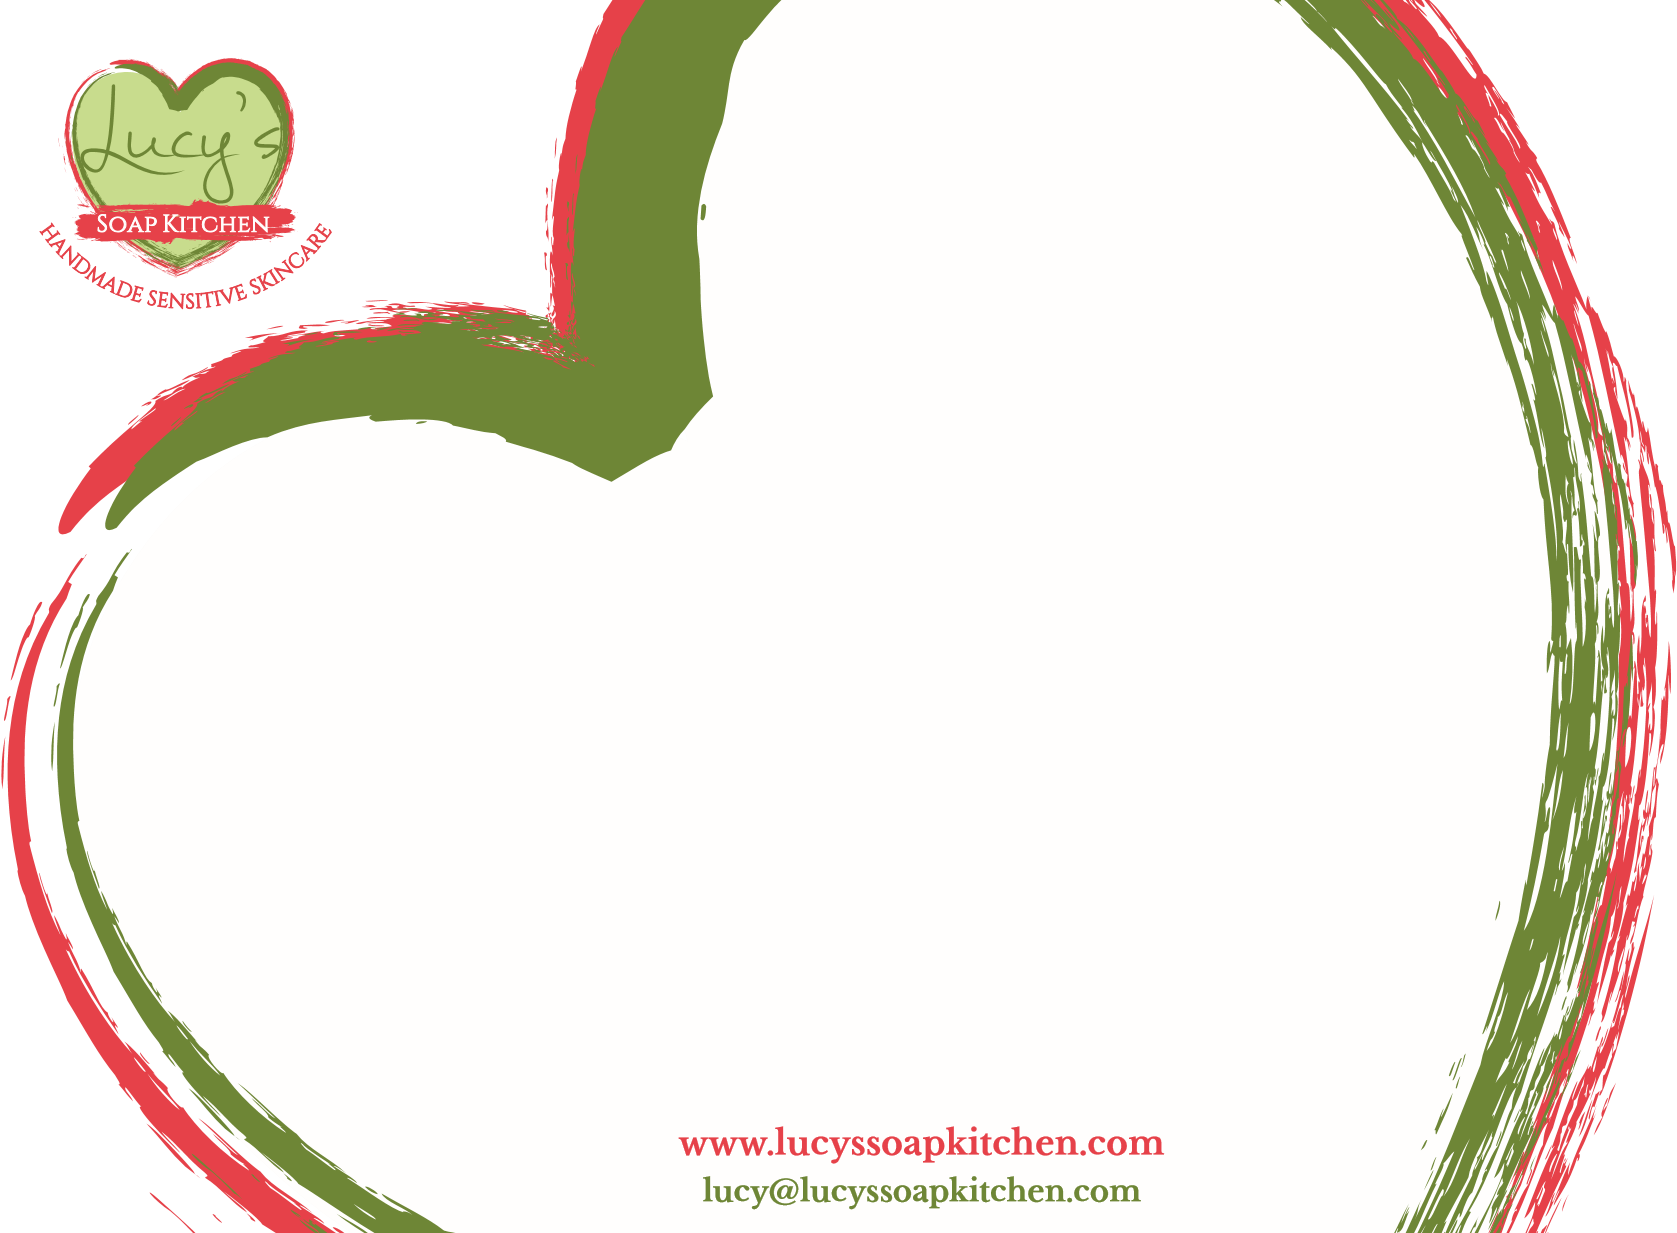 Lucy's
SOAP KITCHEN
HANDMADE SENSITIVE SKINCARE
www.lucyssoapkitchen.com
lucy@lucyssoapkitchen.com